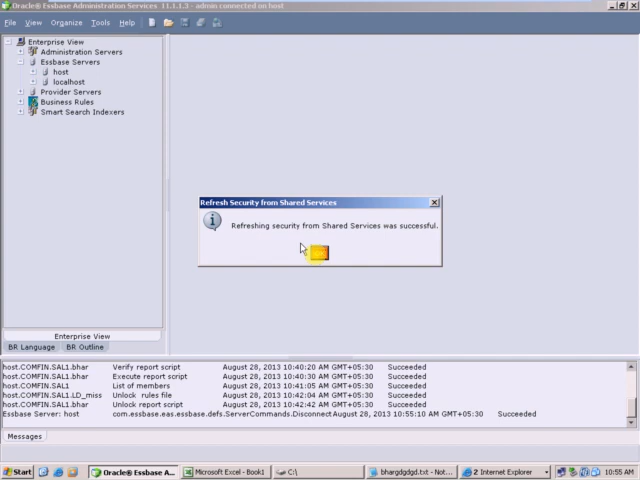 Oracle® Essbase Administration Services 11.1.1.3 - admin connected on host
File View Organize Tools Help
Enterprise View
Administration Servers
Essbase Servers
host
localhost
Provider Servers
Business Rules
Smart Search Indexers
Refresh Security from Shared Services
Refreshing security from Shared Services was successful.
Enterprise View
BR Language BR Outline
host.COMFIN.SAL1.bhar Verify report script August 28, 2013 10:40:20 AM GMT+05:30 Succeeded
host.COMFIN.SAL1.bhar Execute report script August 28, 2013 10:40:30 AM GMT+05:30 Succeeded
host.COMFIN.SAL1 List of members August 28, 2013 10:41:05 AM GMT+05:30 Succeeded
host.COMFIN.SAL1.LD_miss Unlock rules file August 28, 2013 10:42:04 AM GMT+05:30 Succeeded
host.COMFIN.SAL1.bhar Unlock report script August 28, 2013 10:42:42 AM GMT+05:30 Succeeded
Essbase Server: host com.essbase.eas.essbase.defs.ServerCommands.Disconnect August 28, 2013 10:55:10 AM GMT+05:30 Succeeded
Messages
Start Oracle® Essbase A... Microsoft Excel - Book1 C:\ bhargdgdgd.txt - Not... 2 Internet Explorer 10:55 AM